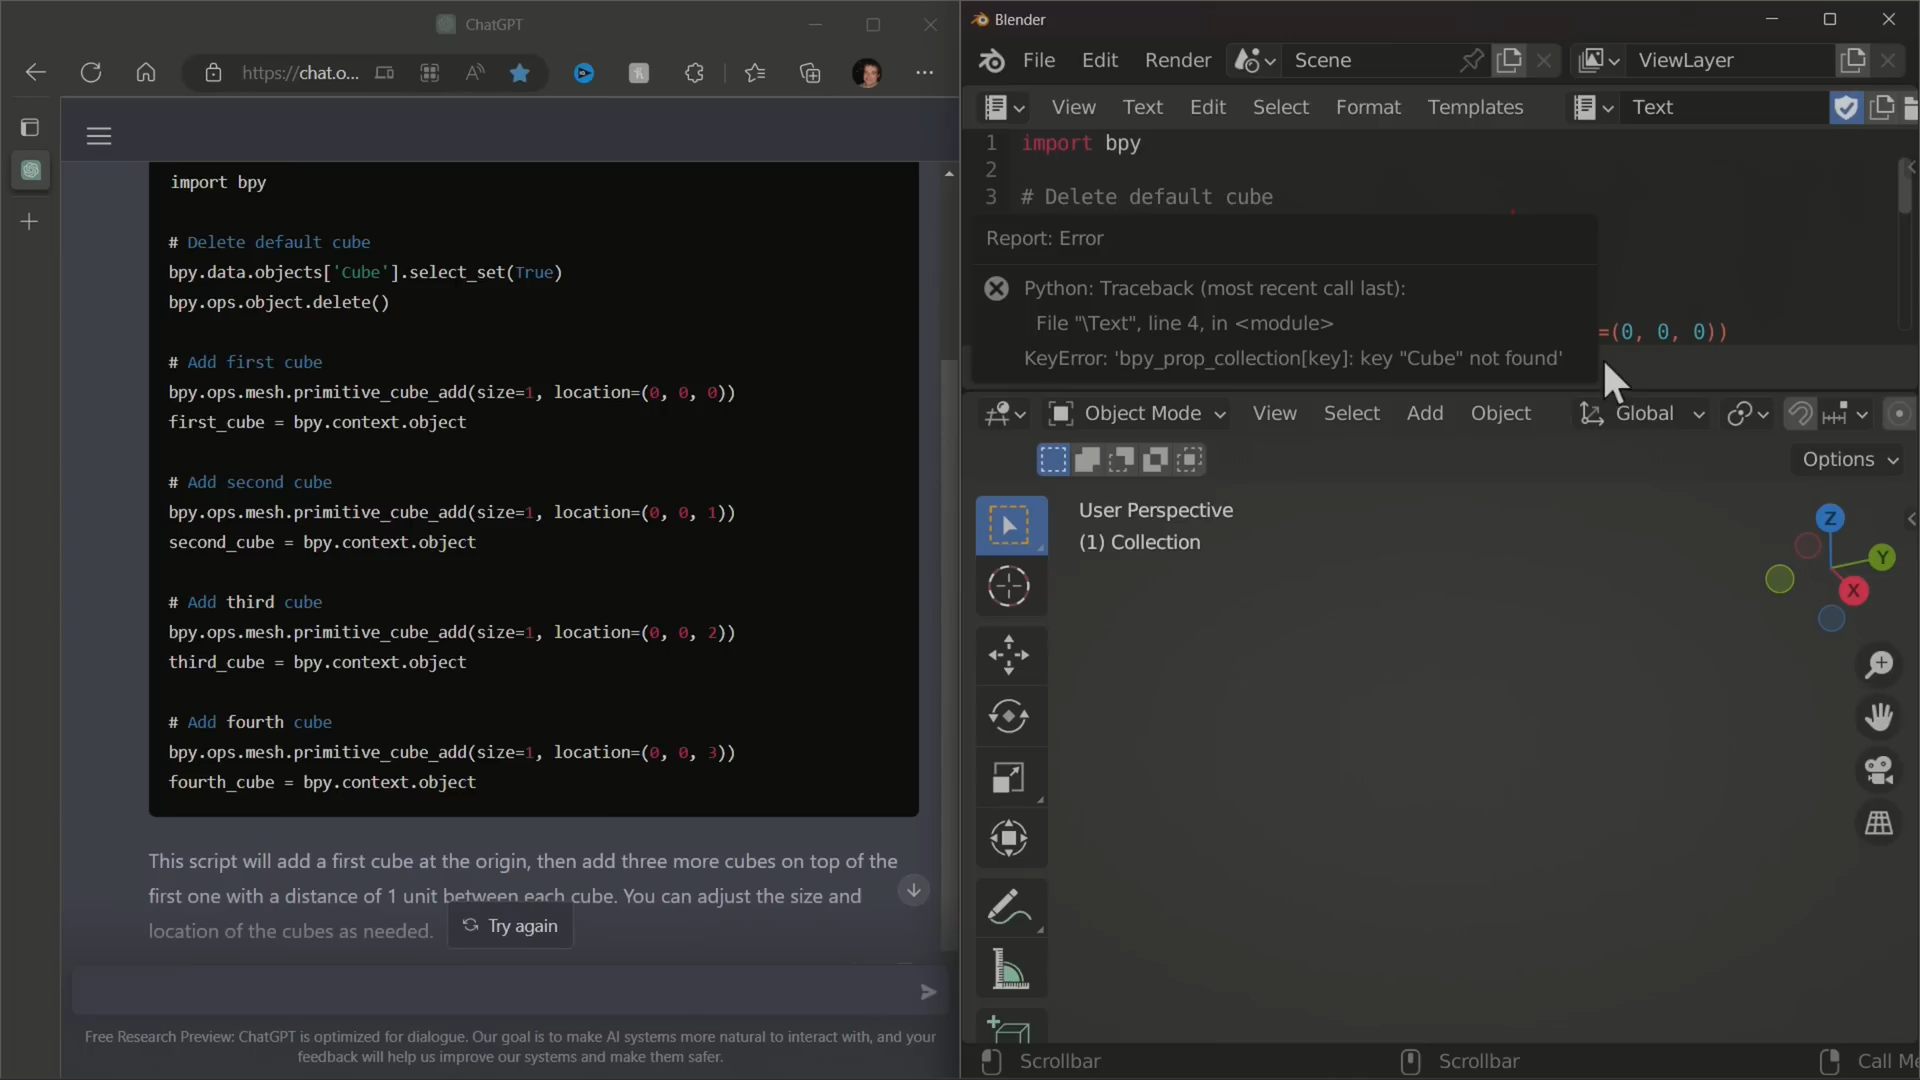 ChatGPT
https://chat.o...
import bpy
# Delete default cube
bpy.data.objects['Cube'].select_set(True)
bpy.ops.object.delete()
# Add first cube
bpy.ops.mesh.primitive_cube_add(size=1, location=(0, 0, 0))
first_cube = bpy.context.object
# Add second cube
bpy.ops.mesh.primitive_cube_add(size=1, location=(0, 0, 1))
second_cube = bpy.context.object
# Add third cube
bpy.ops.mesh.primitive_cube_add(size=1, location=(0, 0, 2))
third_cube = bpy.context.object
# Add fourth cube
bpy.ops.mesh.primitive_cube_add(size=1, location=(0, 0, 3))
fourth_cube = bpy.context.object
This script will add a first cube at the origin, then add three more cubes on top of the
first one with a distance of 1 unit between each cube. You can adjust the size and
location of the cubes as needed.
Try again
Free Research Preview: ChatGPT is optimized for dialogue. Our goal is to make AI systems more natural to interact with, and your
feedback will help us improve our systems and make them safer.
Blender
File Edit Render Scene ViewLayer
View Text Edit Select Format Templates Text
1 import bpy
2
3 # Delete default cube
Report: Error
Python: Traceback (most recent call last):
File "\Text", line 4, in <module>
=(0, 0, 0))
KeyError: 'bpy_prop_collection[key]: key "Cube" not found'
Object Mode View Select Add Object Global
Options
User Perspective
(1) Collection
Z
Y
X
Scrollbar Scrollbar Call Me